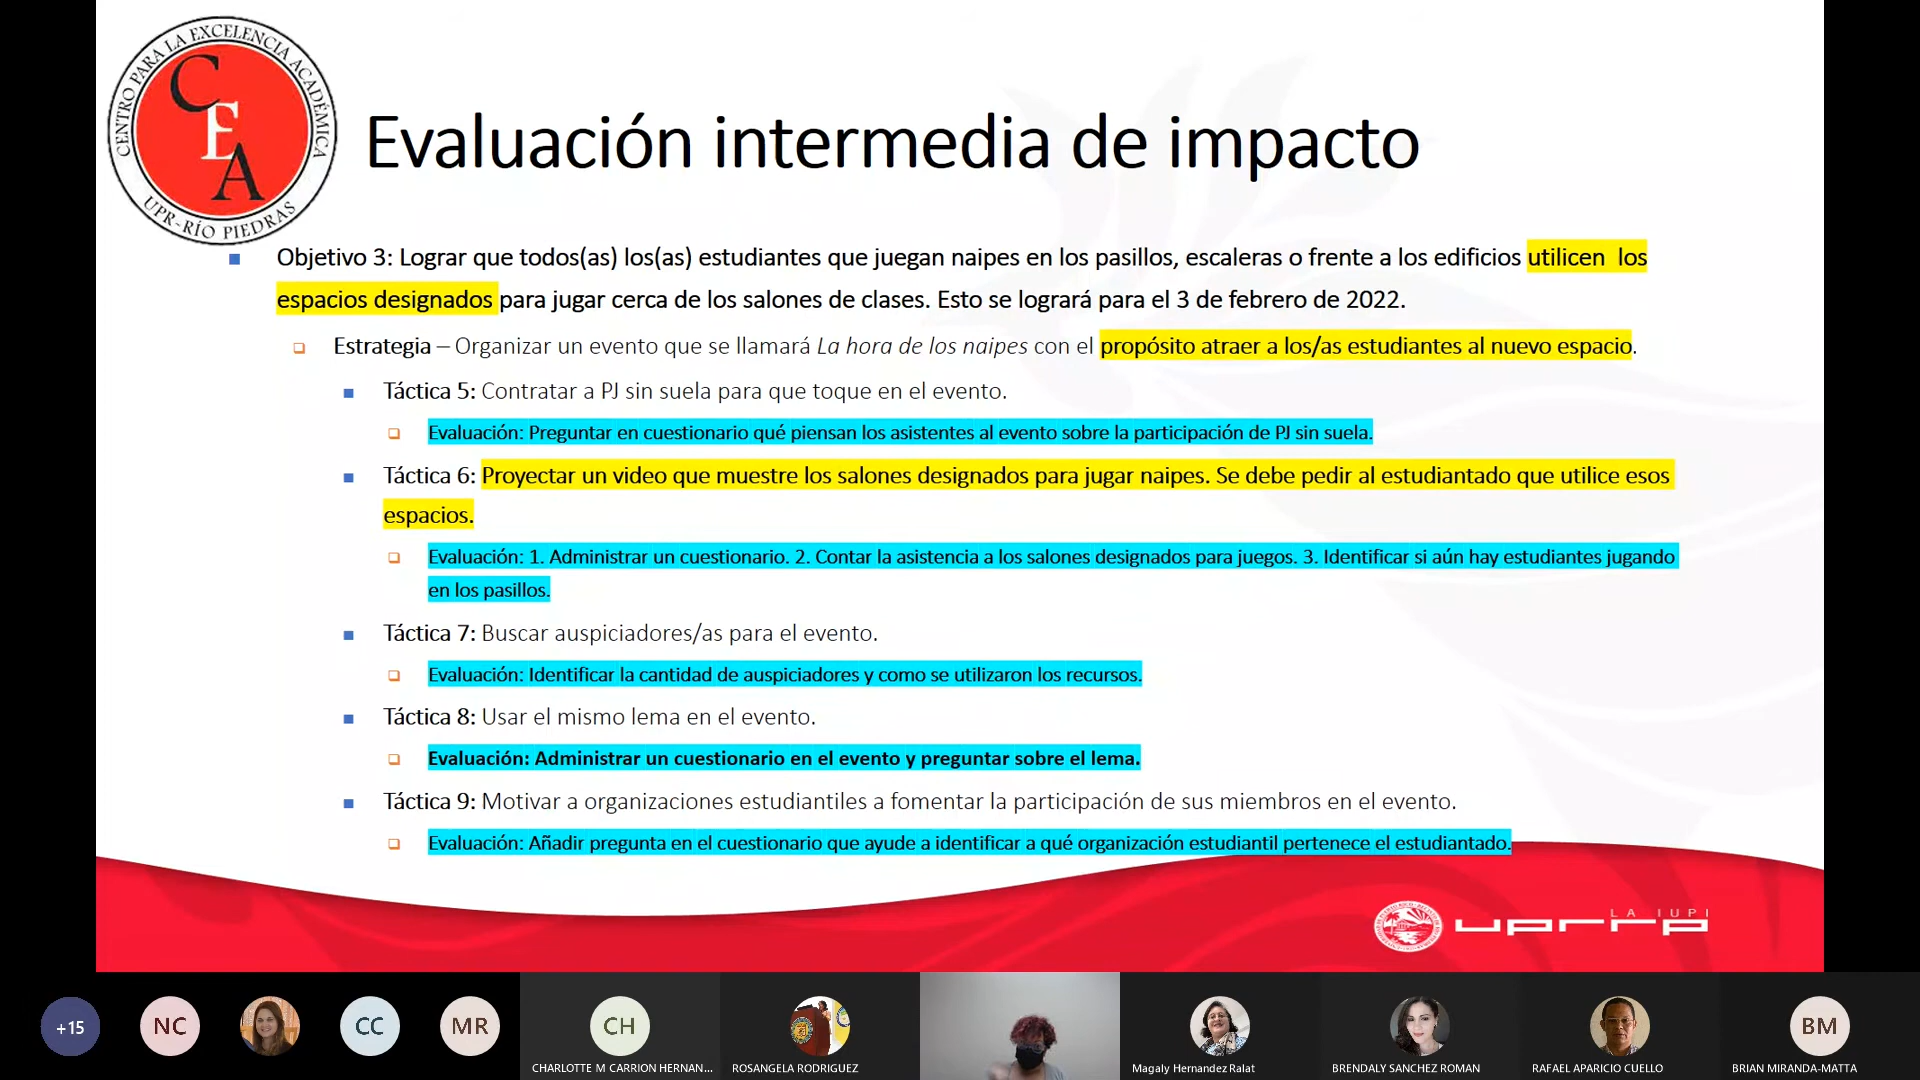 CENTRO PARA LA EXCELENCIA ACADÉMICA
CEA
UPR-RÍO PIEDRAS
Evaluación intermedia de impacto
Objetivo 3: Lograr que todos(as) los(as) estudiantes que juegan naipes en los pasillos, escaleras o frente a los edificios utilicen los
espacios designados para jugar cerca de los salones de clases. Esto se logrará para el 3 de febrero de 2022.
Estrategia – Organizar un evento que se llamará La hora de los naipes con el propósito atraer a los/as estudiantes al nuevo espacio.
Táctica 5: Contratar a PJ sin suela para que toque en el evento.
Evaluación: Preguntar en cuestionario qué piensan los asistentes al evento sobre la participación de PJ sin suela.
Táctica 6: Proyectar un video que muestre los salones designados para jugar naipes. Se debe pedir al estudiantado que utilice esos
espacios.
Evaluación: 1. Administrar un cuestionario. 2. Contar la asistencia a los salones designados para juegos. 3. Identificar si aún hay estudiantes jugando
en los pasillos.
Táctica 7: Buscar auspiciadores/as para el evento.
Evaluación: Identificar la cantidad de auspiciadores y como se utilizaron los recursos.
Táctica 8: Usar el mismo lema en el evento.
Evaluación: Administrar un cuestionario en el evento y preguntar sobre el lema.
Táctica 9: Motivar a organizaciones estudiantiles a fomentar la participación de sus miembros en el evento.
Evaluación: Añadir pregunta en el cuestionario que ayude a identificar a qué organización estudiantil pertenece el estudiantado.
LA IUPI
uprrp
+15
NC
CC
MR
CH
BM
CHARLOTTE M CARRION HERNAN...
ROSANGELA RODRIGUEZ
Magaly Hernandez Ralat
BRENDALY SANCHEZ ROMAN
RAFAEL APARICIO CUELLO
BRIAN MIRANDA-MATTA